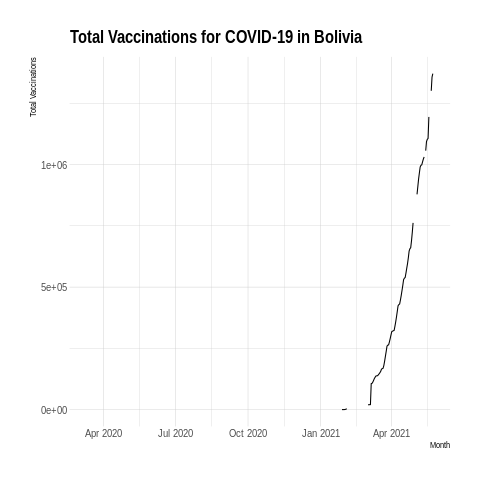 Total Vaccinations for COVID-19 in Bolivia
Total Vaccinations
1e+06
5e+05
0e+00
Apr 2020 Jul 2020 Oct 2020 Jan 2021 Apr 2021
Month